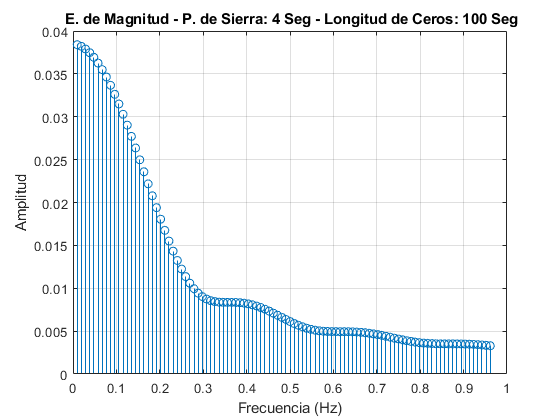 E. de Magnitud - P. de Sierra: 4 Seg - Longitud de Ceros: 100 Seg
0.04
0.035
0.03
0.025
0.02
0.015
0.01
0.005
0
Amplitud
0 0.1 0.2 0.3 0.4 0.5 0.6 0.7 0.8 0.9 1
Frecuencia (Hz)